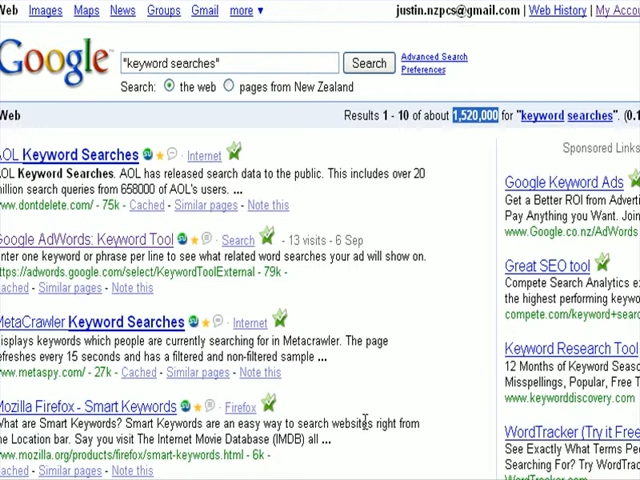 Web Images Maps News Groups Gmail more ▼ justin.nzpcs@gmail.com | Web History | My Accou
Google "keyword searches" Search Advanced Search
Preferences
Search: the web pages from New Zealand
Web Results 1 - 10 of about 1,520,000 for "keyword searches". (0.1
Sponsored Links
AOL Keyword Searches - Internet
AOL Keyword Searches. AOL has released search data to the public. This includes over 20
million search queries from 658000 of AOL's users. ...
www.dontdelete.com/ - 75k - Cached - Similar pages - Note this
Google AdWords: Keyword Tool - Search - 13 visits - 6 Sep
Enter one keyword or phrase per line to see what related word searches your ad will show on.
https://adwords.google.com/select/KeywordToolExternal - 79k -
Cached - Similar pages - Note this
MetaCrawler Keyword Searches - Internet
Displays keywords which people are currently searching for in Metacrawler. The page
refreshes every 15 seconds and has a filtered and non-filtered sample ...
www.metaspy.com/ - 27k - Cached - Similar pages - Note this
Mozilla Firefox - Smart Keywords - Firefox
What are Smart Keywords? Smart Keywords are an easy way to search websites right from
the Location bar. Say you visit The Internet Movie Database (IMDB) all ...
www.mozilla.org/products/firefox/smart-keywords.html - 6k -
Cached - Similar pages - Note this
Google Keyword Ads
Get a Better ROI from Adverti
Pay Anything you Want. Join
www.Google.co.nz/AdWords
Great SEO tool
Compete Search Analytics e
the highest performing keywo
compete.com/keyword+sear
Keyword Research Tool
12 Months of Keyword Seas
Misspellings, Popular, Free T
www.keyworddiscovery.com
WordTracker (Try it Free
See Exactly What Terms
Searching For? Try WordTrac
WordTracker.com